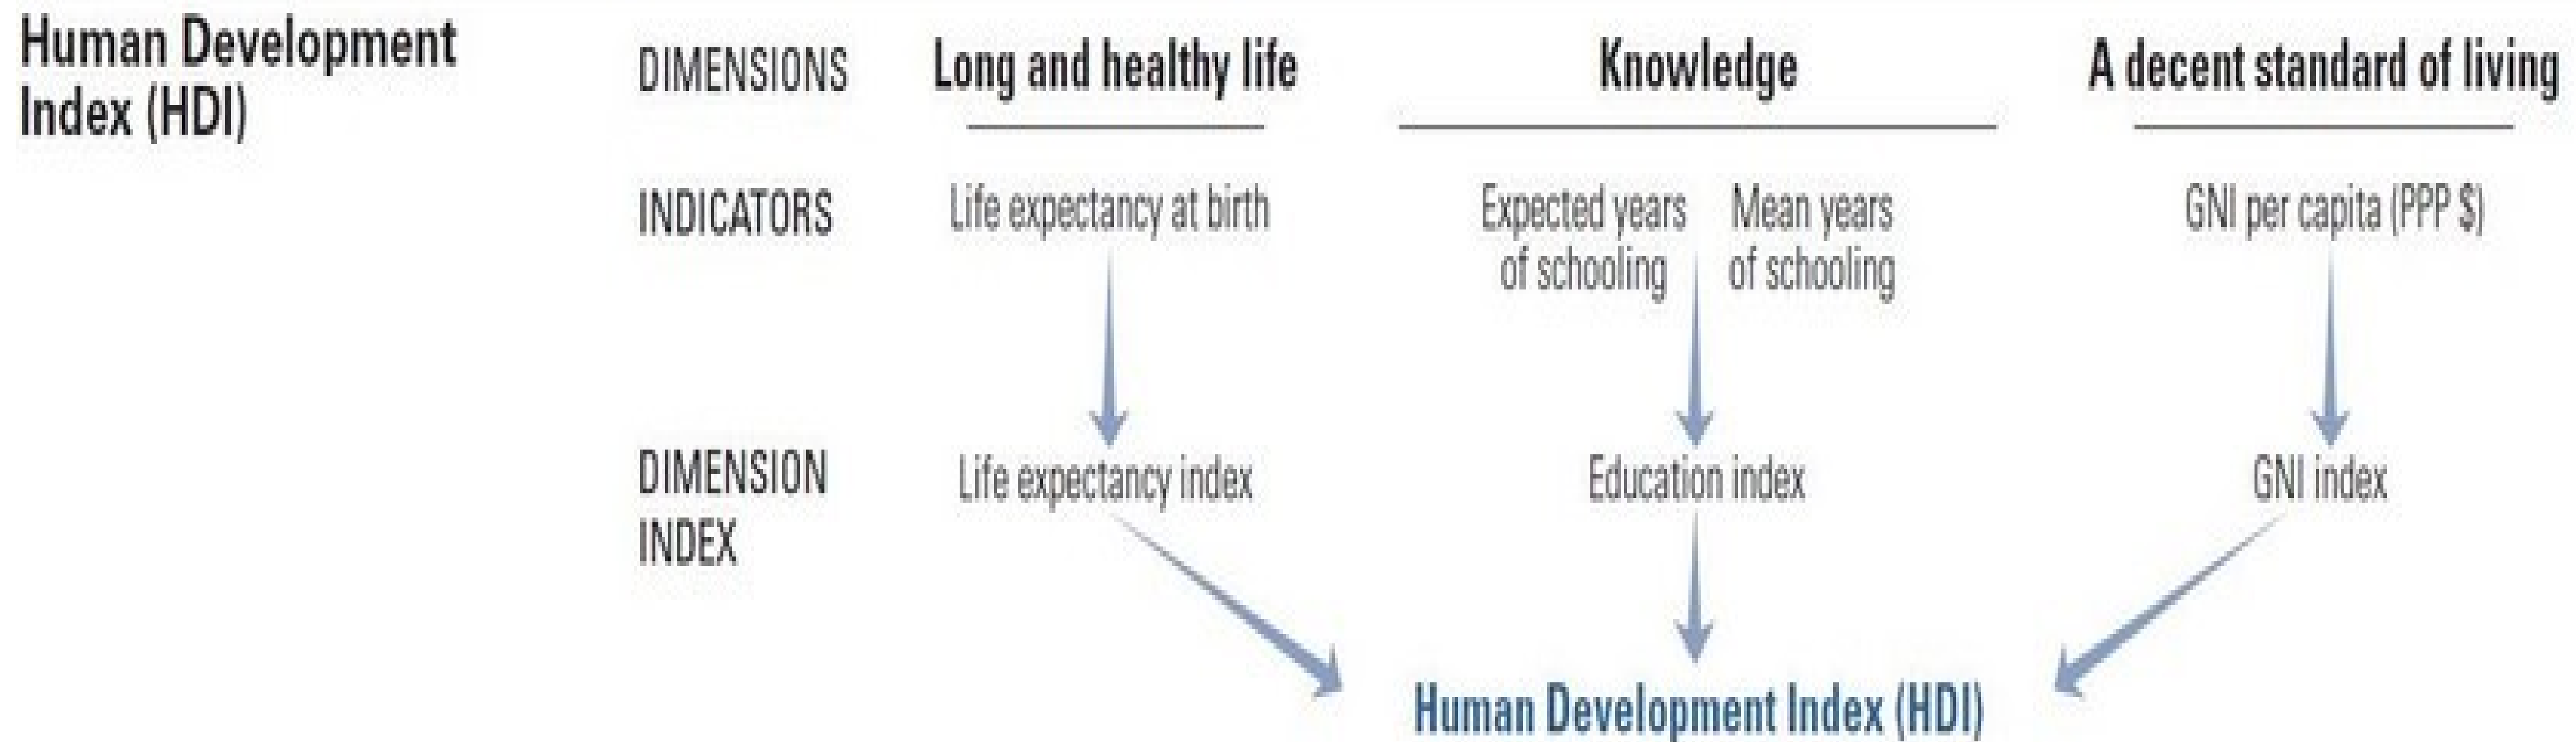 Human Development
Index (HDI)
DIMENSIONS
Long and healthy life
Knowledge
A decent standard of living
INDICATORS
Life expectancy at birth
Expected years
of schooling
Mean years
of schooling
GNI per capita (PPP $)
DIMENSION
INDEX
Life expectancy index
Education index
GNI index
Human Development Index (HDI)